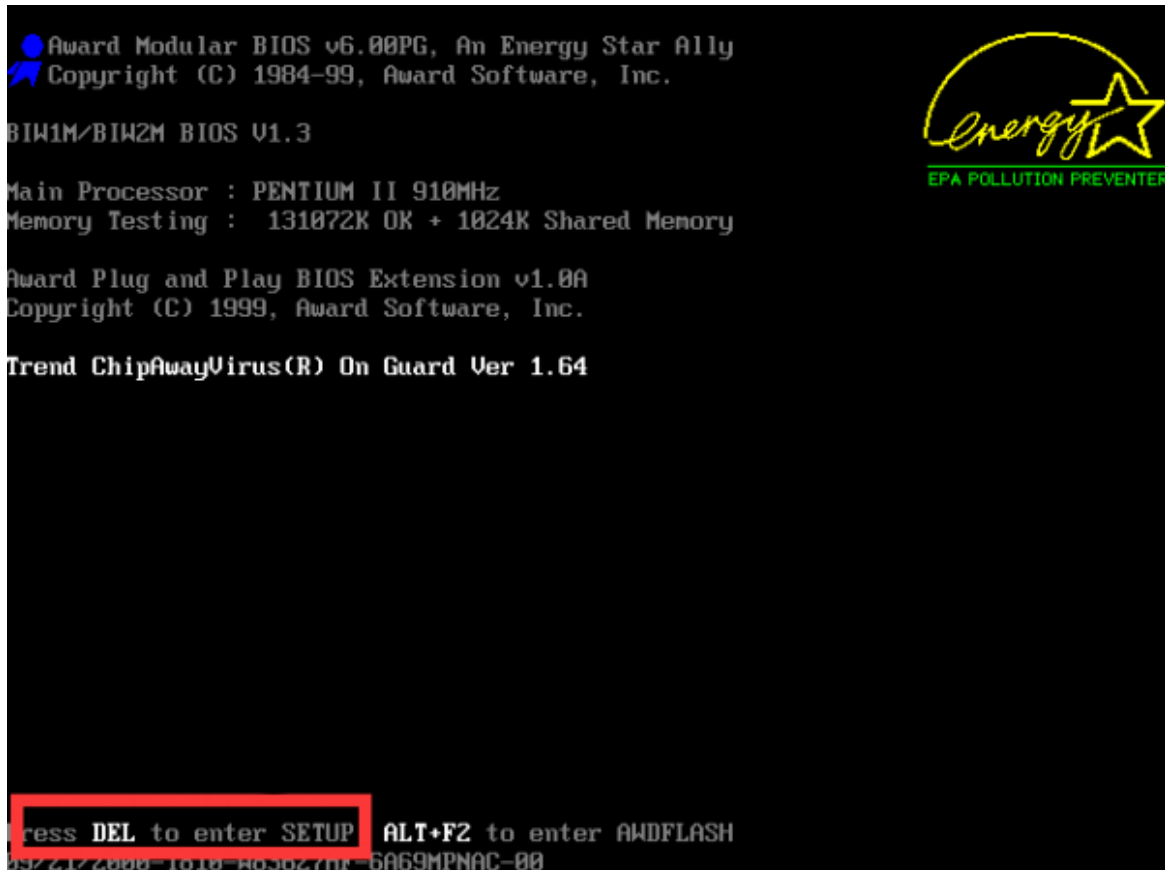 Award Modular BIOS v6.00PG, An Energy Star Ally
Copyright (C) 1984-99, Award Software, Inc.
energy
EPA POLLUTION PREVENTER
BIW1M/BIW2M BIOS V1.3
Main Processor : PENTIUM II 910MHz
Memory Testing : 131072K OK + 1024K Shared Memory
Award Plug and Play BIOS Extension v1.0A
Copyright (C) 1999, Award Software, Inc.
Trend ChipAwayVirus(R) On Guard Ver 1.64
Press DEL to enter SETUP ALT+F2 to enter AWDFLASH
6A69MPNAC-00